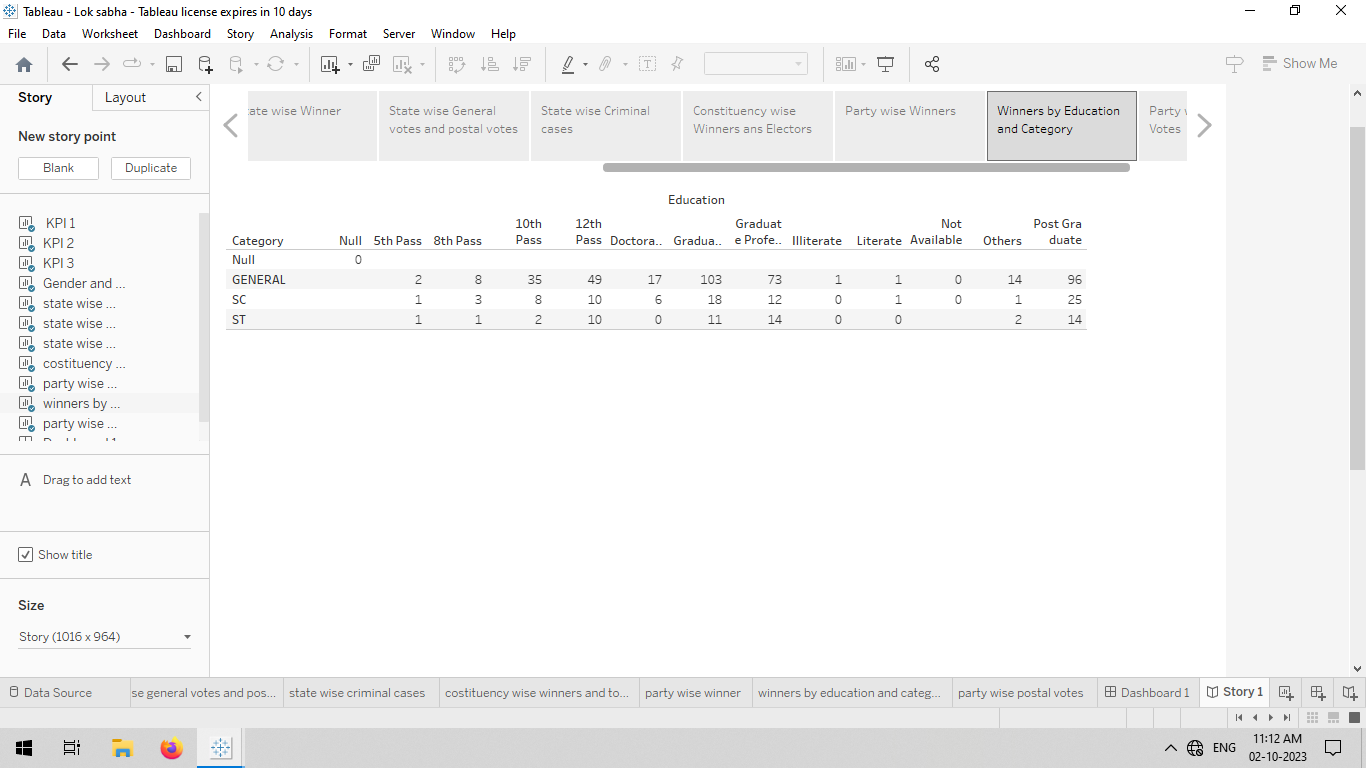 Tableau - Lok sabha - Tableau license expires in 10 days
File Data Worksheet Dashboard Story Analysis Format Server Window Help
Show Me
Story Layout
New story point
Blank Duplicate
KPI 1
KPI 2
KPI 3
Gender and ...
state wise ...
state wise ...
state wise ...
costituency ...
party wise ...
winners by ...
party wise ...
A Drag to add text
Show title
Size
Story (1016 x 964)
ate wise Winner
State wise General
votes and postal votes
State wise Criminal
cases
Constituency wise
Winners ans Electors
Party wise Winners
Winners by Education
and Category
Party
Votes
Education
Category Null 5th Pass 8th Pass 10th Pass 12th Pass Doctora.. Gradua.. Graduat e Profe.. Illiterate Literate Not Available Others Post Gra duate
Null 0
GENERAL 2 8 35 49 17 103 73 1 1 0 14 96
SC 1 3 8 10 6 18 12 0 1 0 1 25
ST 1 1 2 10 0 11 14 0 0 2 14
Data Source se general votes and pos... state wise criminal cases costituency wise winners and to... party wise winner winners by education and categ... party wise postal votes Dashboard 1 Story 1
ENG
11:12 AM
02-10-2023